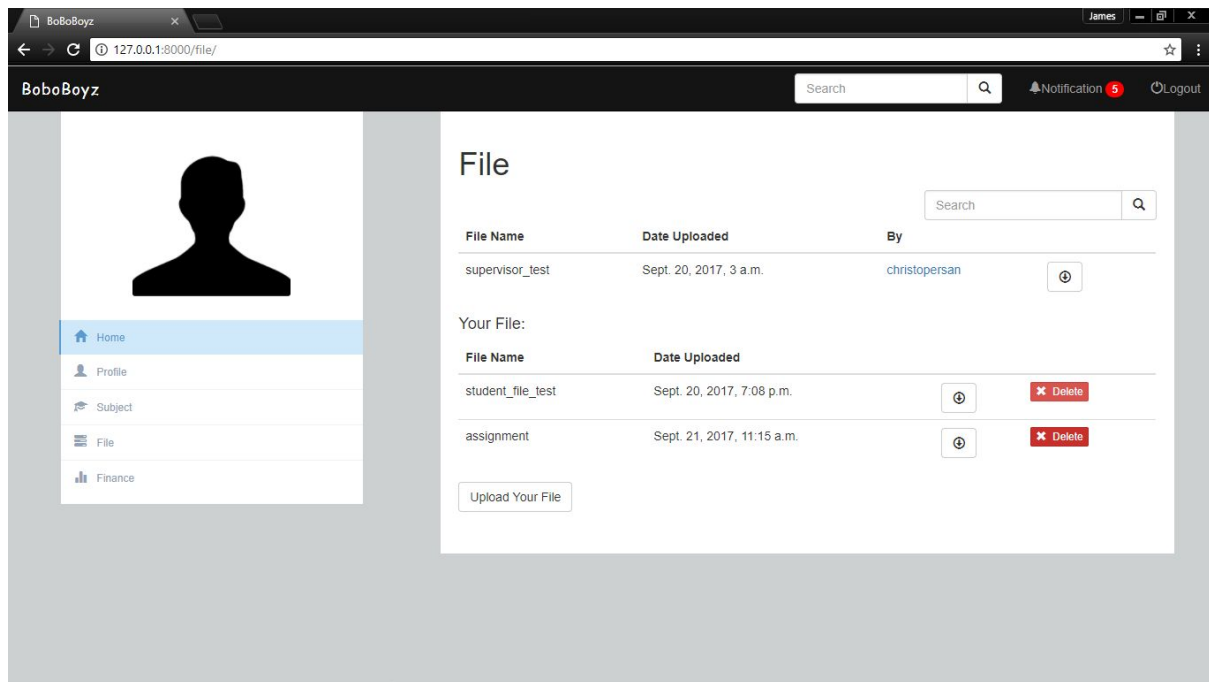 BoBoBoyz
James
127.0.0.1:8000/file/
BoboBoyz
Search
Notification 5
Logout
Home
Profile
Subject
File
Finance
File
Search
File Name Date Uploaded By
supervisor_test Sept. 20, 2017, 3 a.m. christopersan
Your File:
File Name Date Uploaded
student_file_test Sept. 20, 2017, 7:08 p.m. Delete
assignment Sept. 21, 2017, 11:15 a.m. Delete
Upload Your File